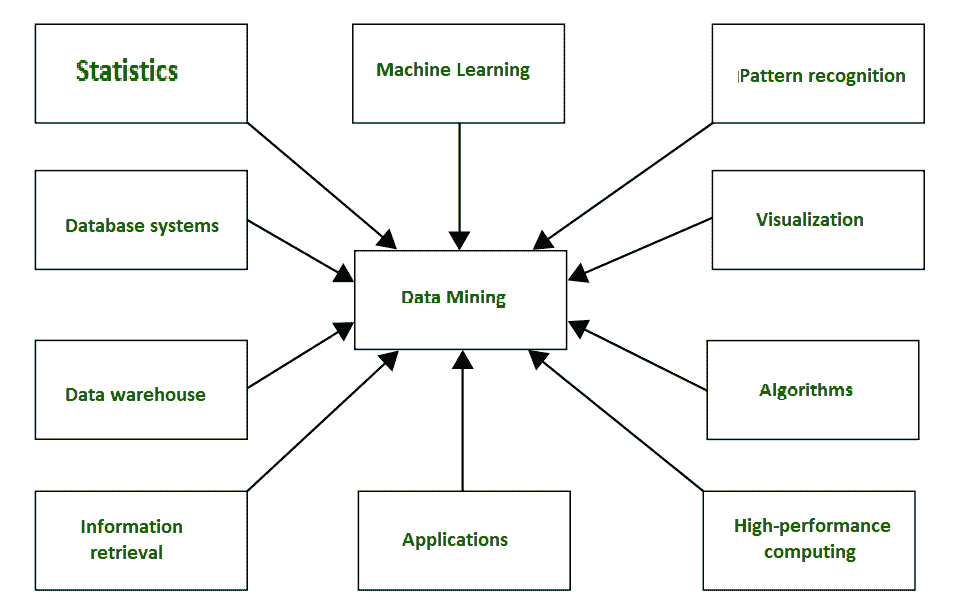 Statistics
Machine Learning
Pattern recognition
Database systems
Visualization
Data Mining
Data warehouse
Algorithms
Information
retrieval
Applications
High-performance
computing